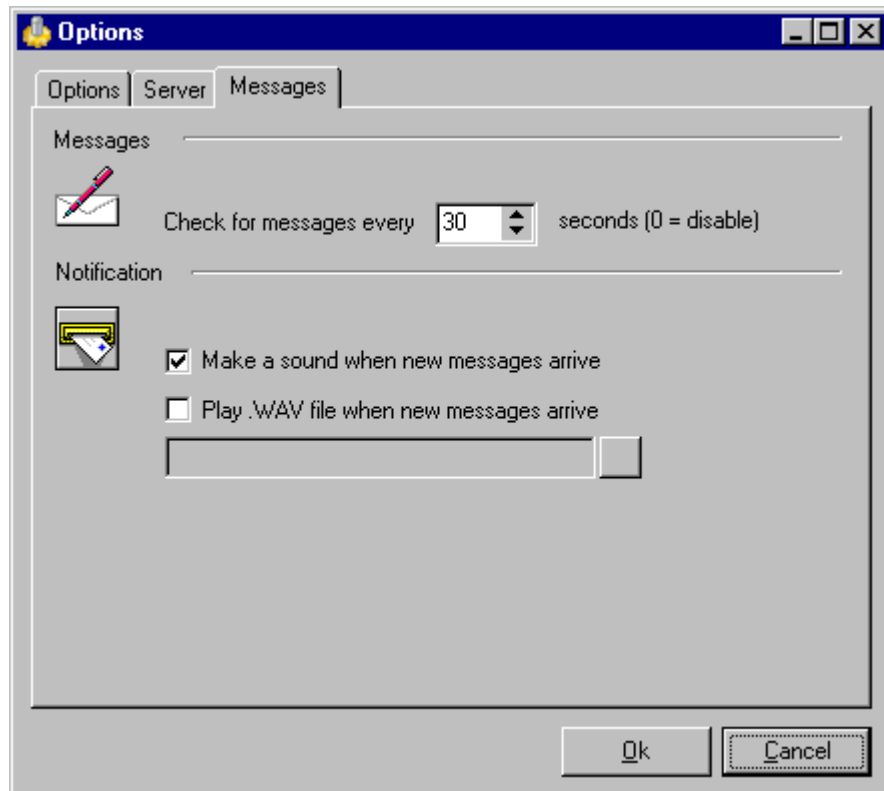 Options
Options Server Messages
Messages
Check for messages every 30 seconds (0 = disable)
Notification
Make a sound when new messages arrive
Play .WAV file when new messages arrive
Ok Cancel